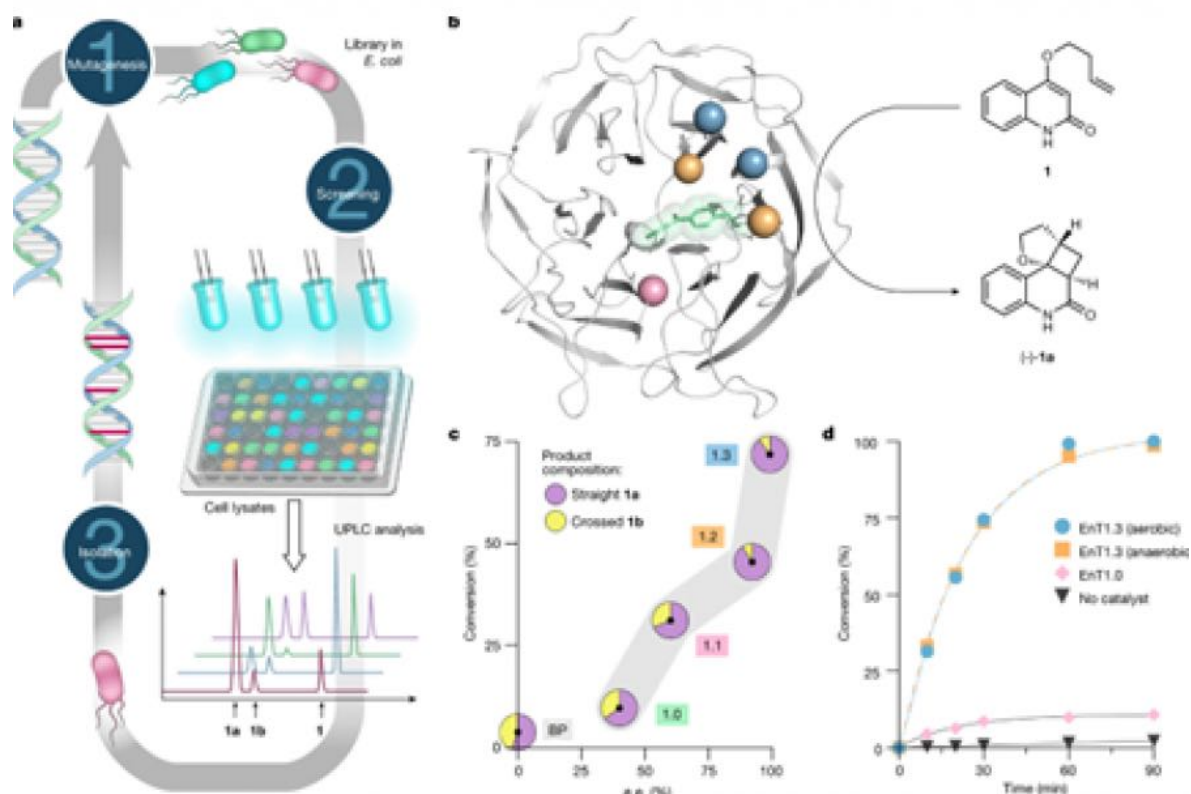 a
1
Mutagenesis
Library in
E. coli
2
Screening
Cell lysates
UPLC analysis
3
Isolation
1a 1b 1
b
O
N
H
O
1
H
O
H
N
H
O
(-)-1a
c
75
50
25
0
Conversion (%)
Product
composition:
Straight 1a
Crossed 1b
1.3
1.2
1.1
1.0
BP
0 25 50 75 100
e.e. (%)
d
100
75
50
25
0
Conversion (%)
EnT1.3 (aerobic)
EnT1.3 (anaerobic
EnT1.0
No catalyst
0 30 60 90
Time (min)